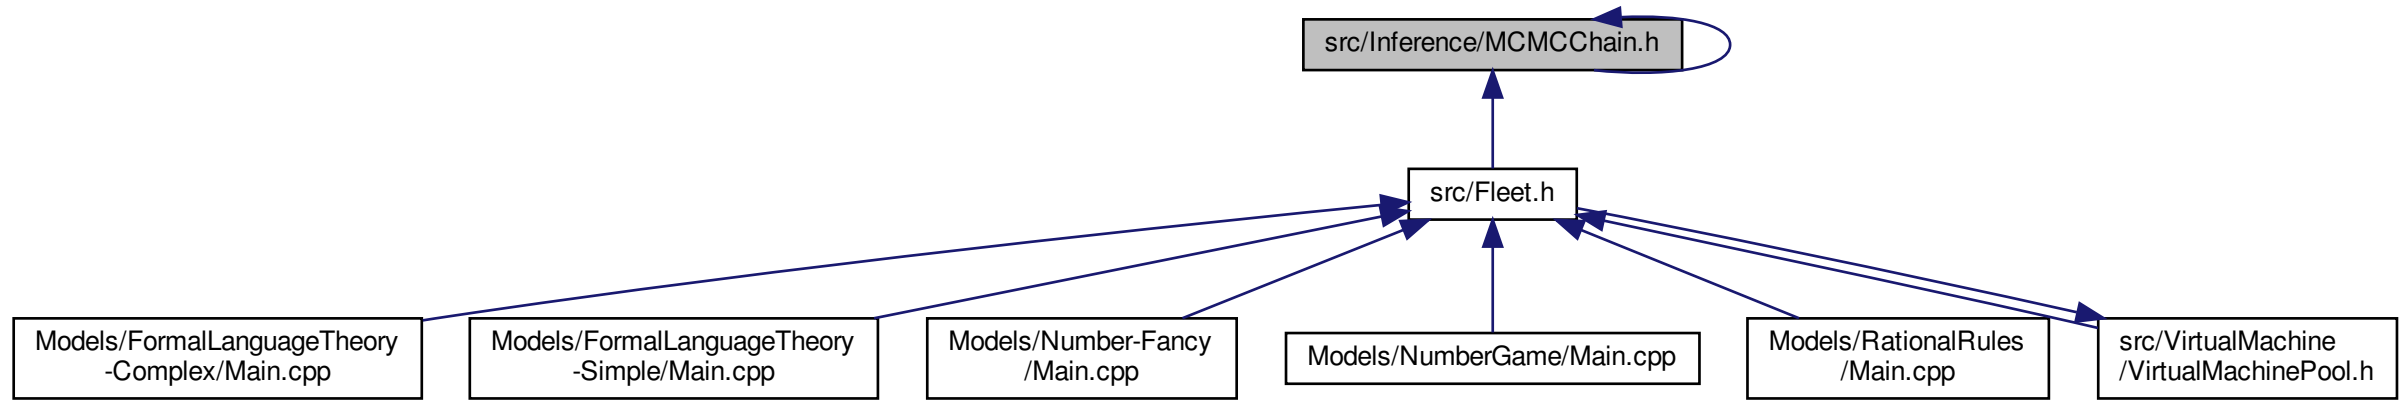 src/Inference/MCMCChain.h
src/Fleet.h
Models/FormalLanguageTheory
-Complex/Main.cpp
Models/FormalLanguageTheory
-Simple/Main.cpp
Models/Number-Fancy
/Main.cpp
Models/NumberGame/Main.cpp
Models/RationalRules
/Main.cpp
src/VirtualMachine
/VirtualMachinePool.h